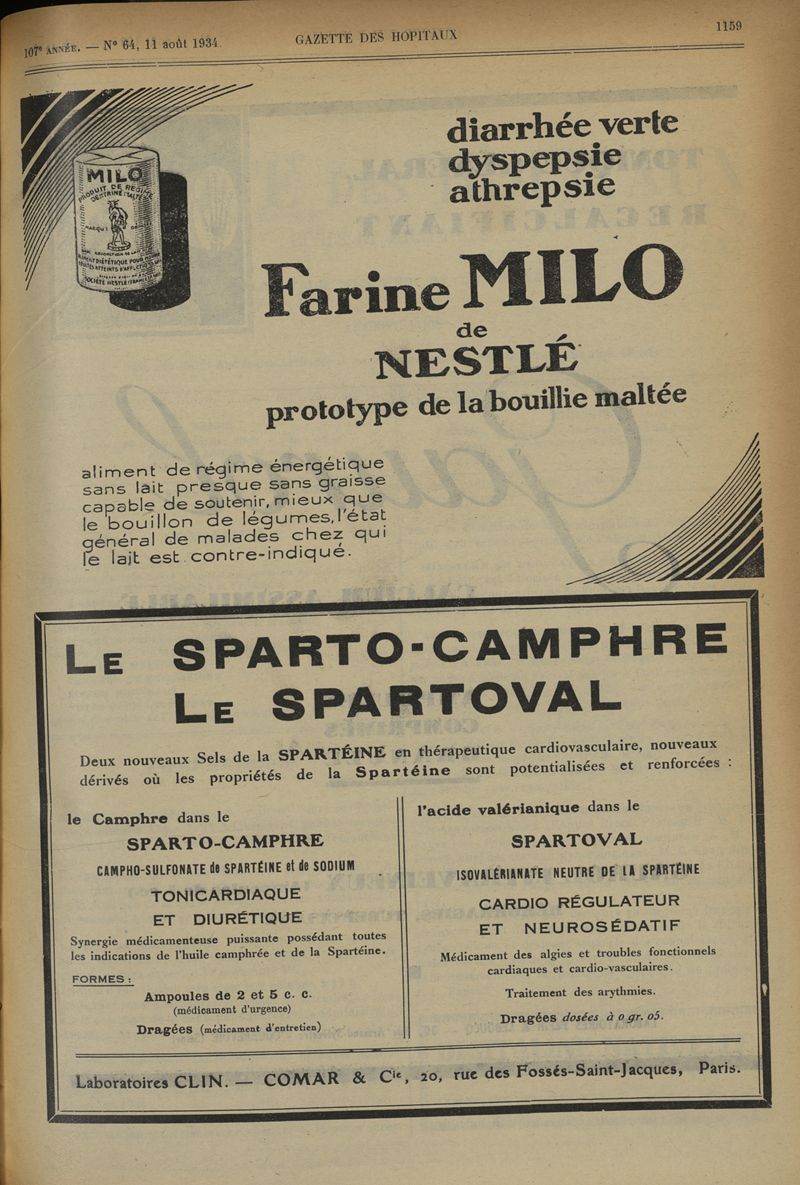 107e ANNÉE. — N° 64, 11 août 1934.
GAZETTE DES HOPITAUX
1159
diarrhée verte
dyspepsie
athrepsie
MILO
PRODUIT DE RÉGIME
DEXTRINÉ MALTÉ
SOCIÉTÉ NESTLÉ
Farine MILO
de
NESTLÉ
prototype de la bouillie maltée
aliment de régime énergétique
sans lait presque sans graisse
capable de soutenir, mieux que
le bouillon de légumes, l'état
général de malades chez qui
le lait est contre-indiqué.
LE SPARTO-CAMPHRE
LE SPARTOVAL
Deux nouveaux Sels de la SPARTÉINE en thérapeutique cardiovasculaire, nouveaux
dérivés où les propriétés de la Spartéine sont potentialisées et renforcées :
le Camphre dans le
SPARTO-CAMPHRE
CAMPHO-SULFONATE de SPARTÉINE et de SODIUM
TONICARDIAQUE
ET DIURÉTIQUE
Synergie médicamenteuse puissante possédant toutes
les indications de l'huile camphrée et de la Spartéine.
FORMES :
Ampoules de 2 et 5 c. c.
(médicament d'urgence)
Dragées (médicament d'entretien)
l'acide valérianique dans le
SPARTOVAL
ISOVALÉRIANATE NEUTRE DE LA SPARTÉINE
CARDIO RÉGULATEUR
ET NEUROSÉDATIF
Médicament des algies et troubles fonctionnels
cardiaques et cardio-vasculaires.
Traitement des arythmies.
Dragées dosées à 0 gr. 05.
Laboratoires CLIN. — COMAR & Cie, 20, rue des Fossés-Saint-Jacques, Paris.